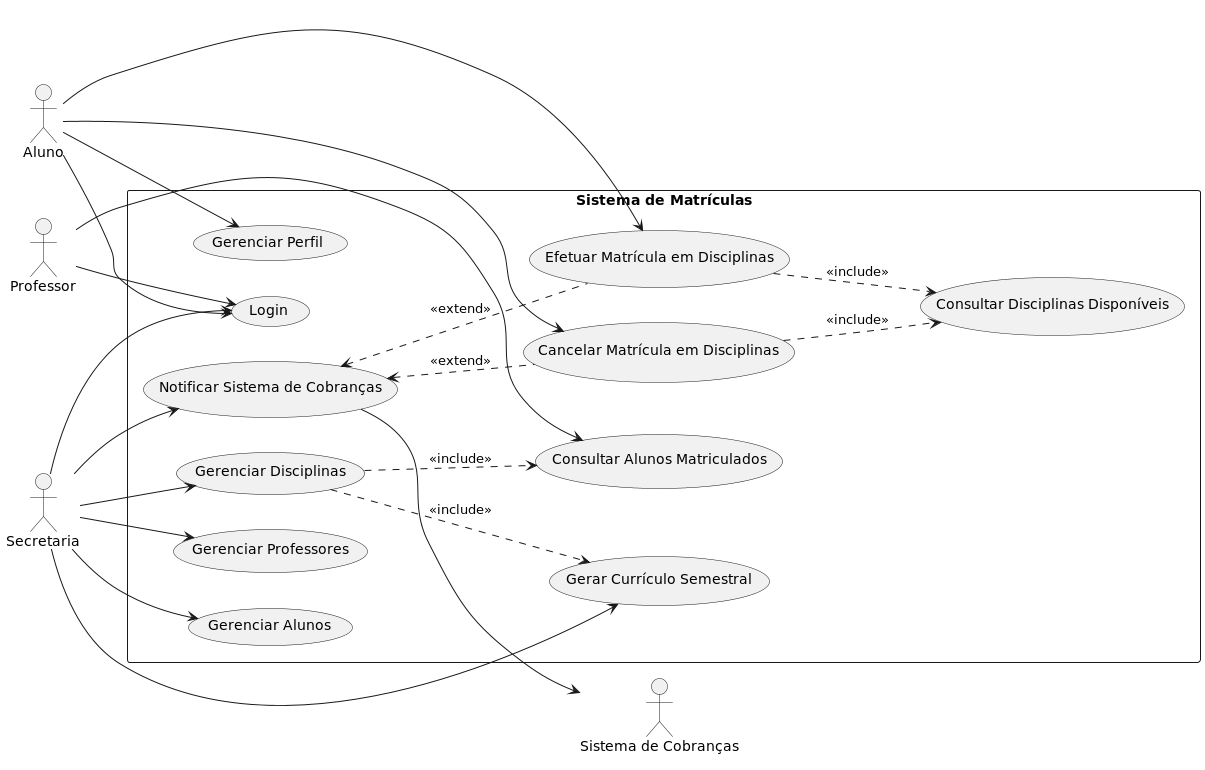 Aluno
Sistema de Matrículas
Gerenciar Perfil
Efetuar Matrícula em Disciplinas
«include»
Professor
Login
«extend»
Consultar Disciplinas Disponíveis
«include»
Cancelar Matrícula em Disciplinas
«extend»
Notificar Sistema de Cobranças
«include»
Consultar Alunos Matriculados
Gerenciar Disciplinas
«include»
Secretaria
Gerenciar Professores
Gerar Currículo Semestral
Gerenciar Alunos
Sistema de Cobranças